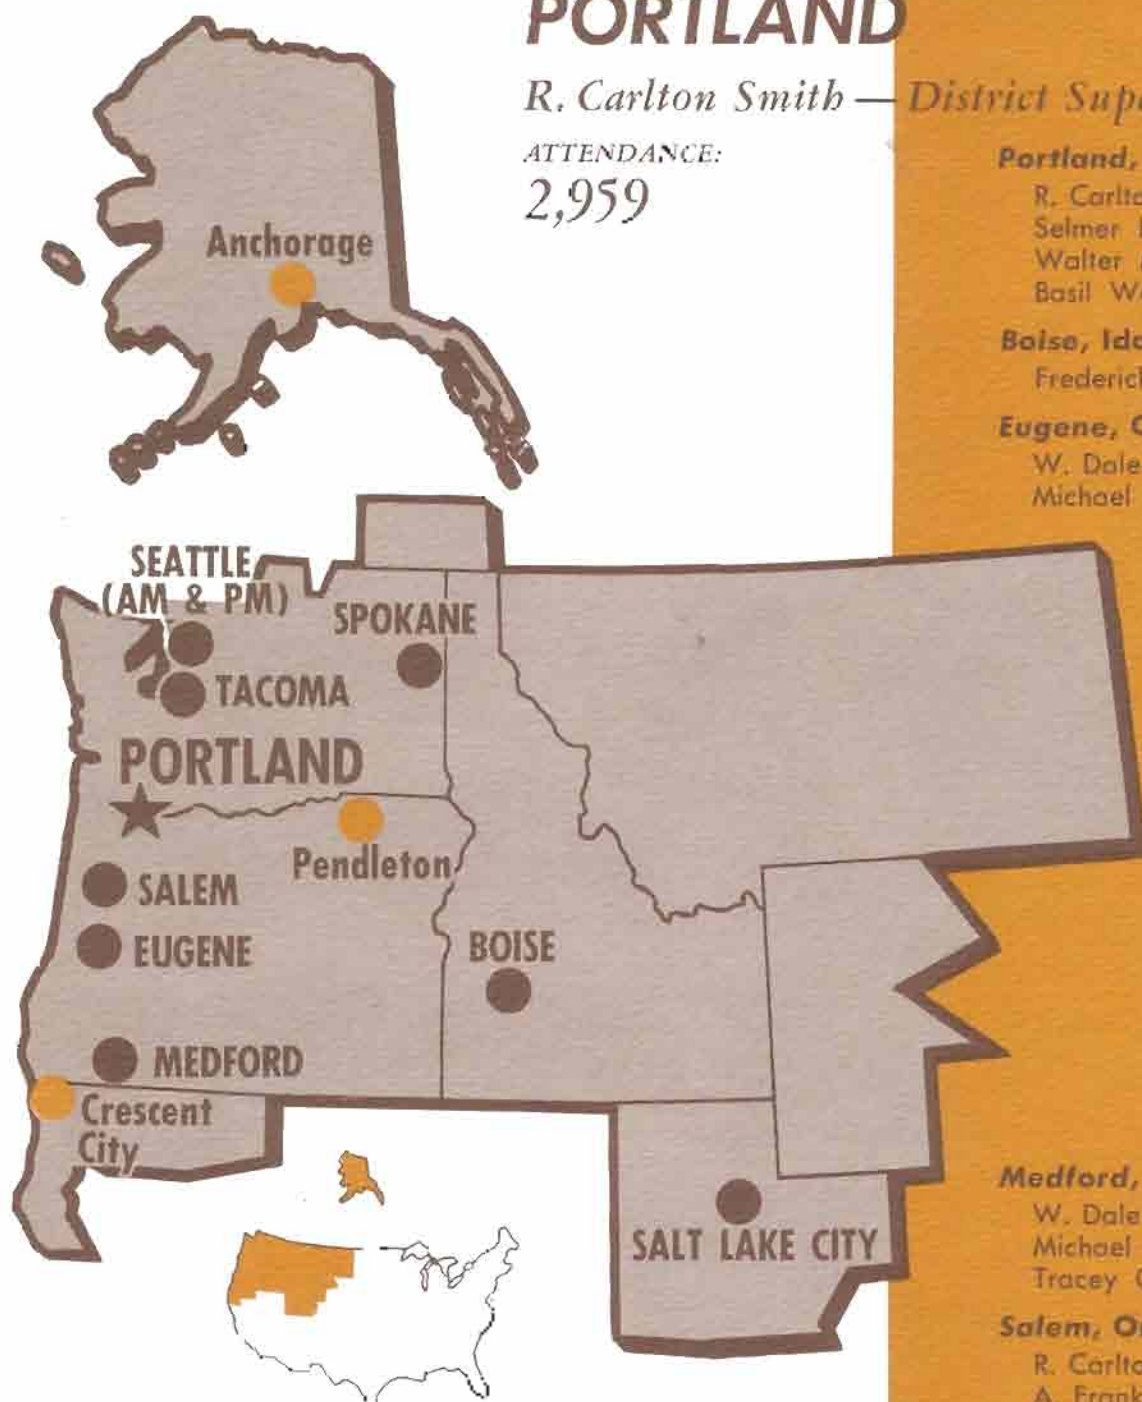 PORTLAND
R. Carlton Smith — District
ATTENDANCE:
2,959
Portland,
R.
Selmer
Walter
Basil
Boise,
Eugene,
W. Dale
Michael
Anchorage
SEATTLE
(AM & PM)
SPOKANE
TACOMA
PORTLAND
Pendleton
SALEM
EUGENE
BOISE
MEDFORD
Crescent
City
SALT LAKE CITY
Medford,
W. Dale
Michael
Tracey
Salem,
R.
A. Frank